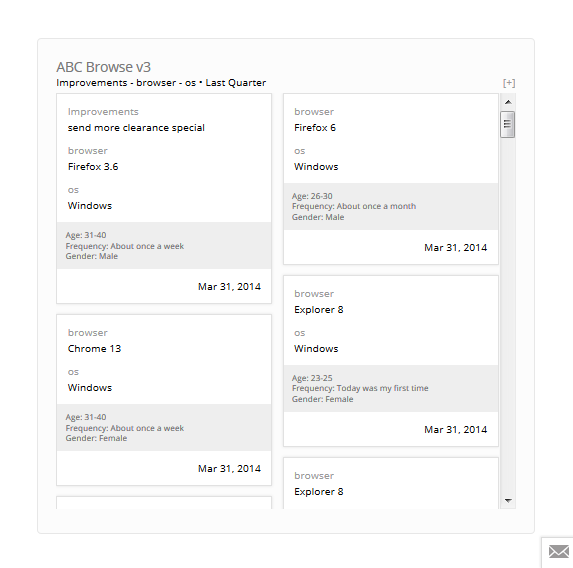 ABC Browse v3
Improvements - browser - os • Last Quarter
[+]
Improvements
send more clearance special
browser
Firefox 3.6
os
Windows
Age: 31-40
Frequency: About once a week
Gender: Male
Mar 31, 2014
browser
Chrome 13
os
Windows
Age: 31-40
Frequency: About once a week
Gender: Female
Mar 31, 2014
browser
Firefox 6
os
Windows
Age: 26-30
Frequency: About once a month
Gender: Male
Mar 31, 2014
browser
Explorer 8
os
Windows
Age: 23-25
Frequency: Today was my first time
Gender: Female
Mar 31, 2014
browser
Explorer 8